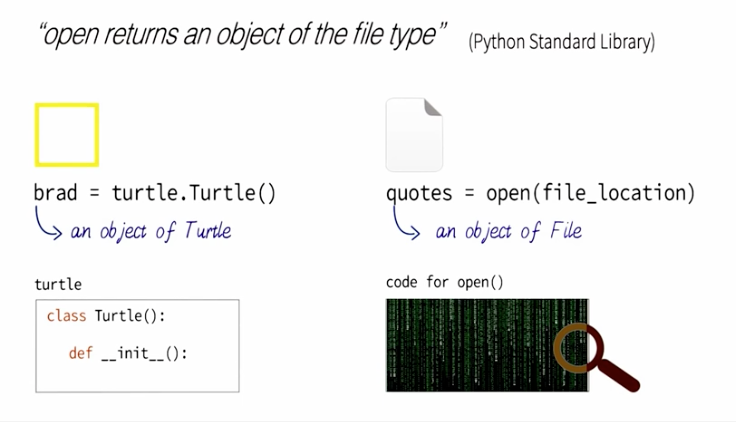 “open returns an object of the file type” (Python Standard Library)
brad = turtle.Turtle()
an object of Turtle
turtle
class Turtle():
def __init__():
quotes = open(file_location)
an object of File
code for open()